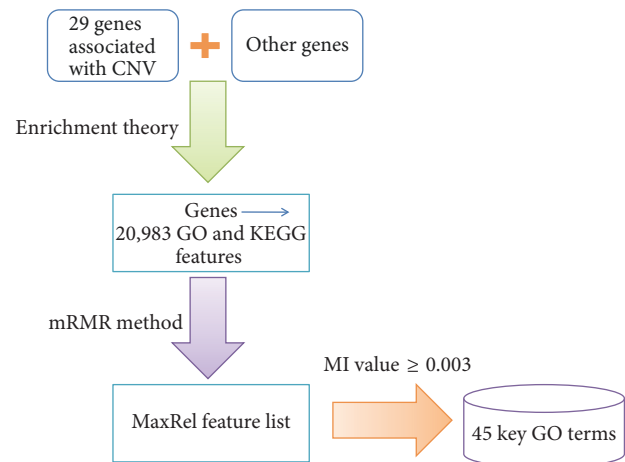 29 genes
associated
with CNV
Other genes
Enrichment theory
Genes
20,983 GO and KEGG
features
mRMR method
MI value ≥ 0.003
MaxRel feature list
45 key GO terms